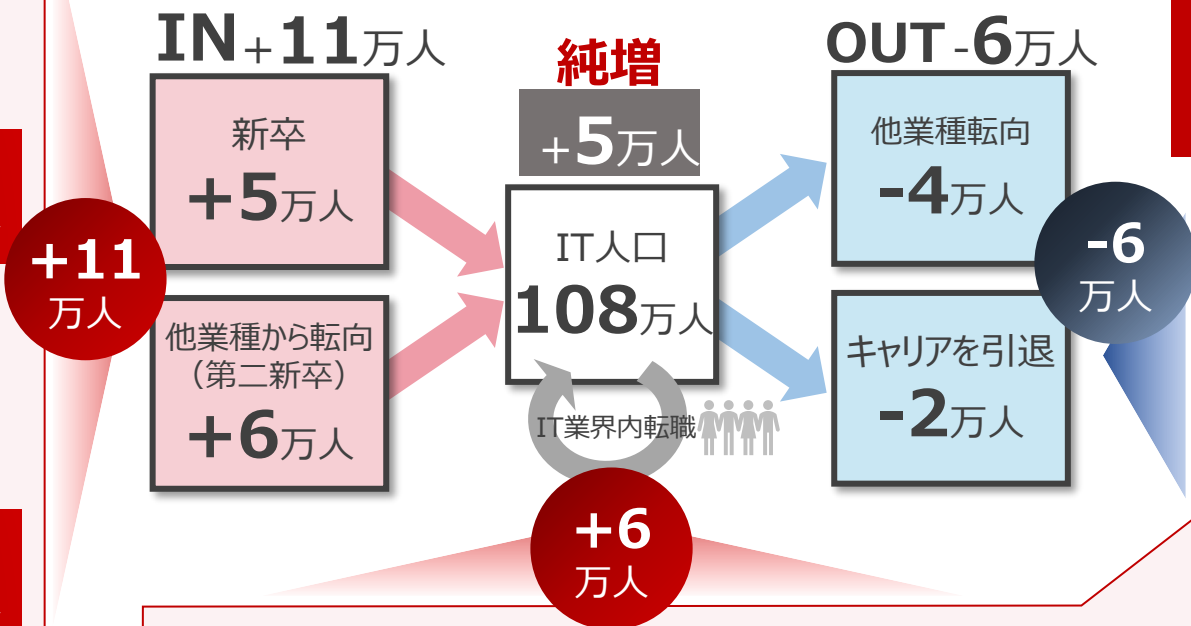 IN +11万人
新卒
+5万人
他業種から転向
（第二新卒）
+6万人
+11
万人
純増
+5万人
IT人口
108万人
IT業界内転職
+6
万人
OUT -6万人
他業種転向
-4万人
キャリアを引退
-2万人
-6
万人